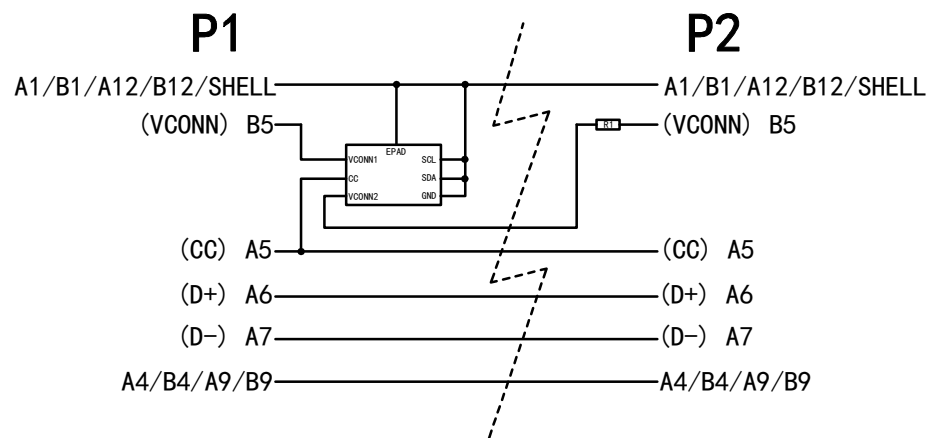 P1 P2
A1/B1/A12/B12/SHELL A1/B1/A12/B12/SHELL
(VCONN) B5 R1 (VCONN) B5
EPAD
VCONN1 SCL
CC SDA
VCONN2 GND
(CC) A5 (CC) A5
(D+) A6 (D+) A6
(D-) A7 (D-) A7
A4/B4/A9/B9 A4/B4/A9/B9